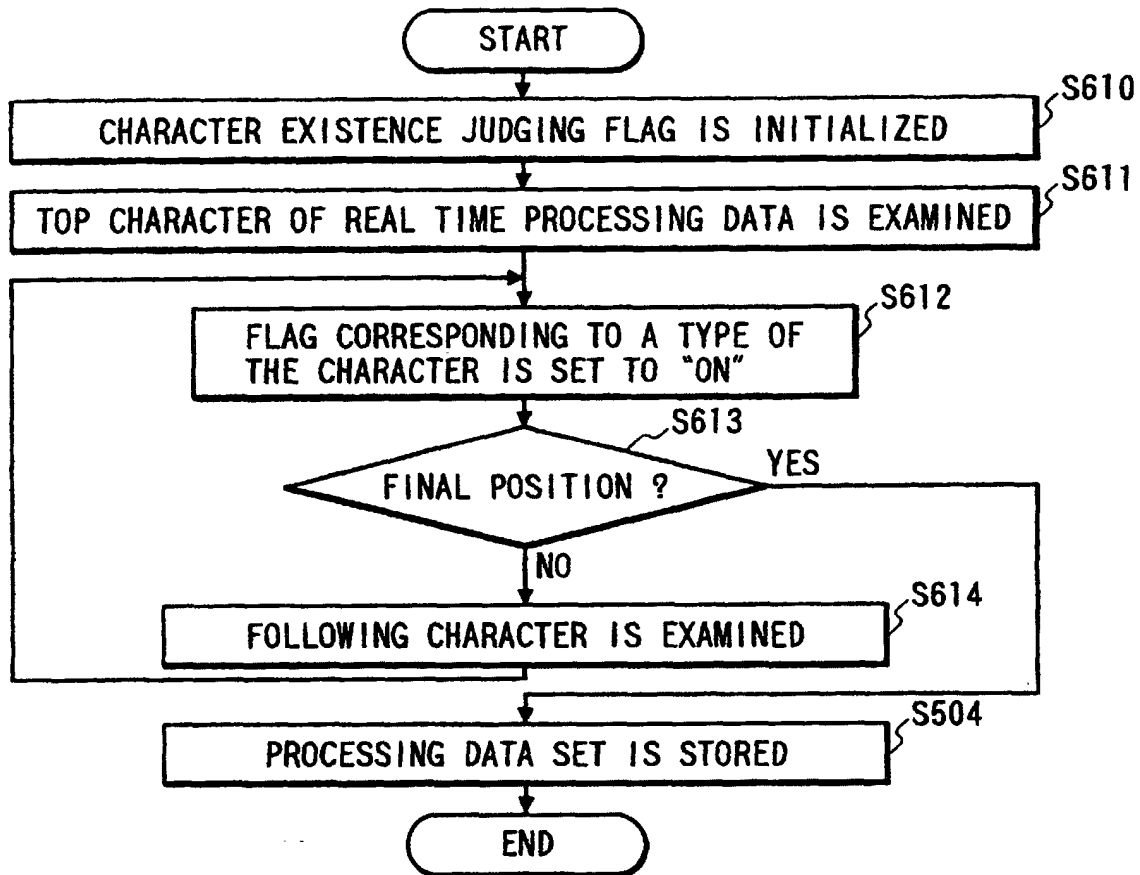 START
S610
CHARACTER EXISTENCE JUDGING FLAG IS INITIALIZED
S611
TOP CHARACTER OF REAL TIME PROCESSING DATA IS EXAMINED
S612
FLAG CORRESPONDING TO A TYPE OF
THE CHARACTER IS SET TO "ON"
S613
FINAL POSITION ?
YES
NO
S614
FOLLOWING CHARACTER IS EXAMINED
S504
PROCESSING DATA SET IS STORED
END